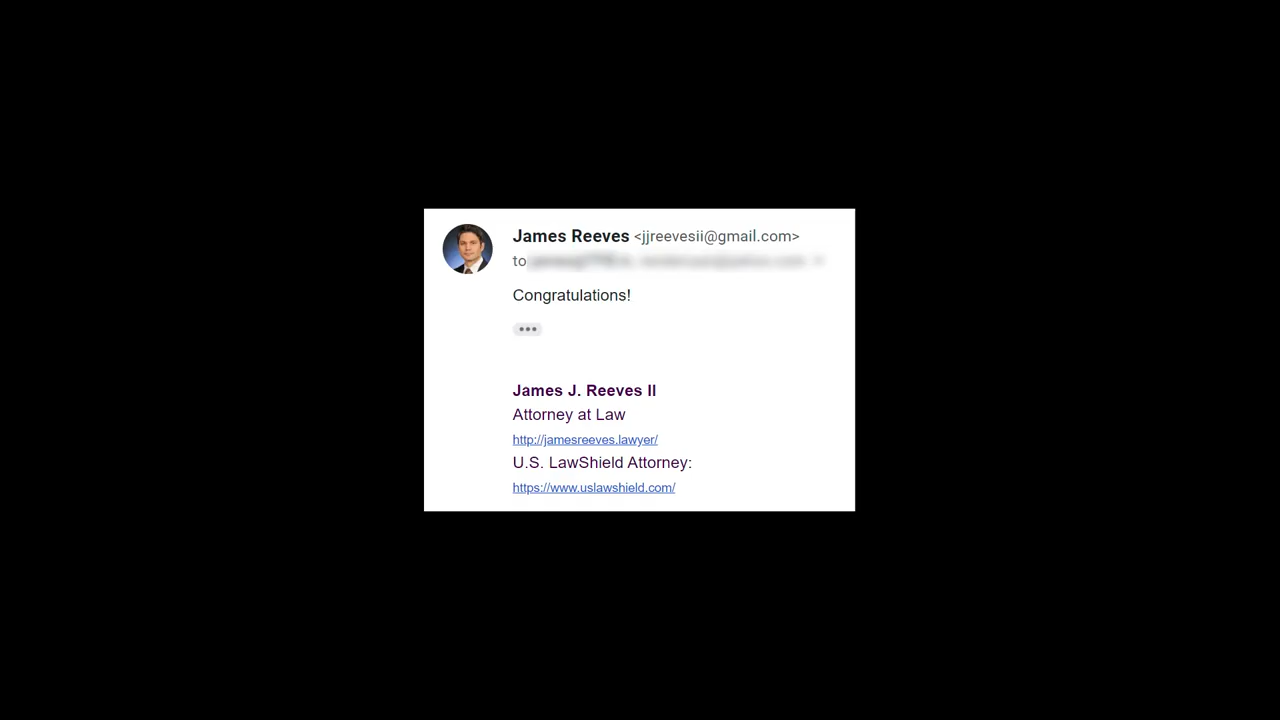 James Reeves <jjreevesii@gmail.com>
to
Congratulations!
James J. Reeves II
Attorney at Law
http://jamesreeves.lawyer/
U.S. LawShield Attorney:
https://www.uslawshield.com/